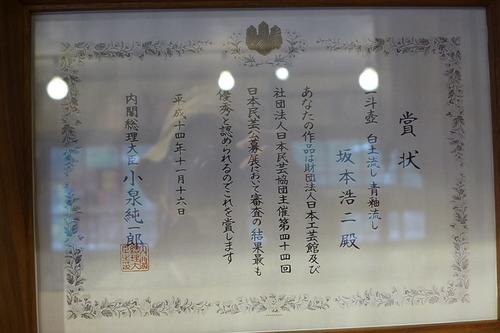 賞状
一斗壺 白土流し 青釉流し
坂本浩二殿
あなたの作品は財団法人日本工芸館及び
社団法人日本民芸協団主催第四十四回
日本民芸公募展において審査の結果最も
優秀と認められるのでこれを賞します
平成十四年十一月十六日
内閣総理大臣 小泉純一郎